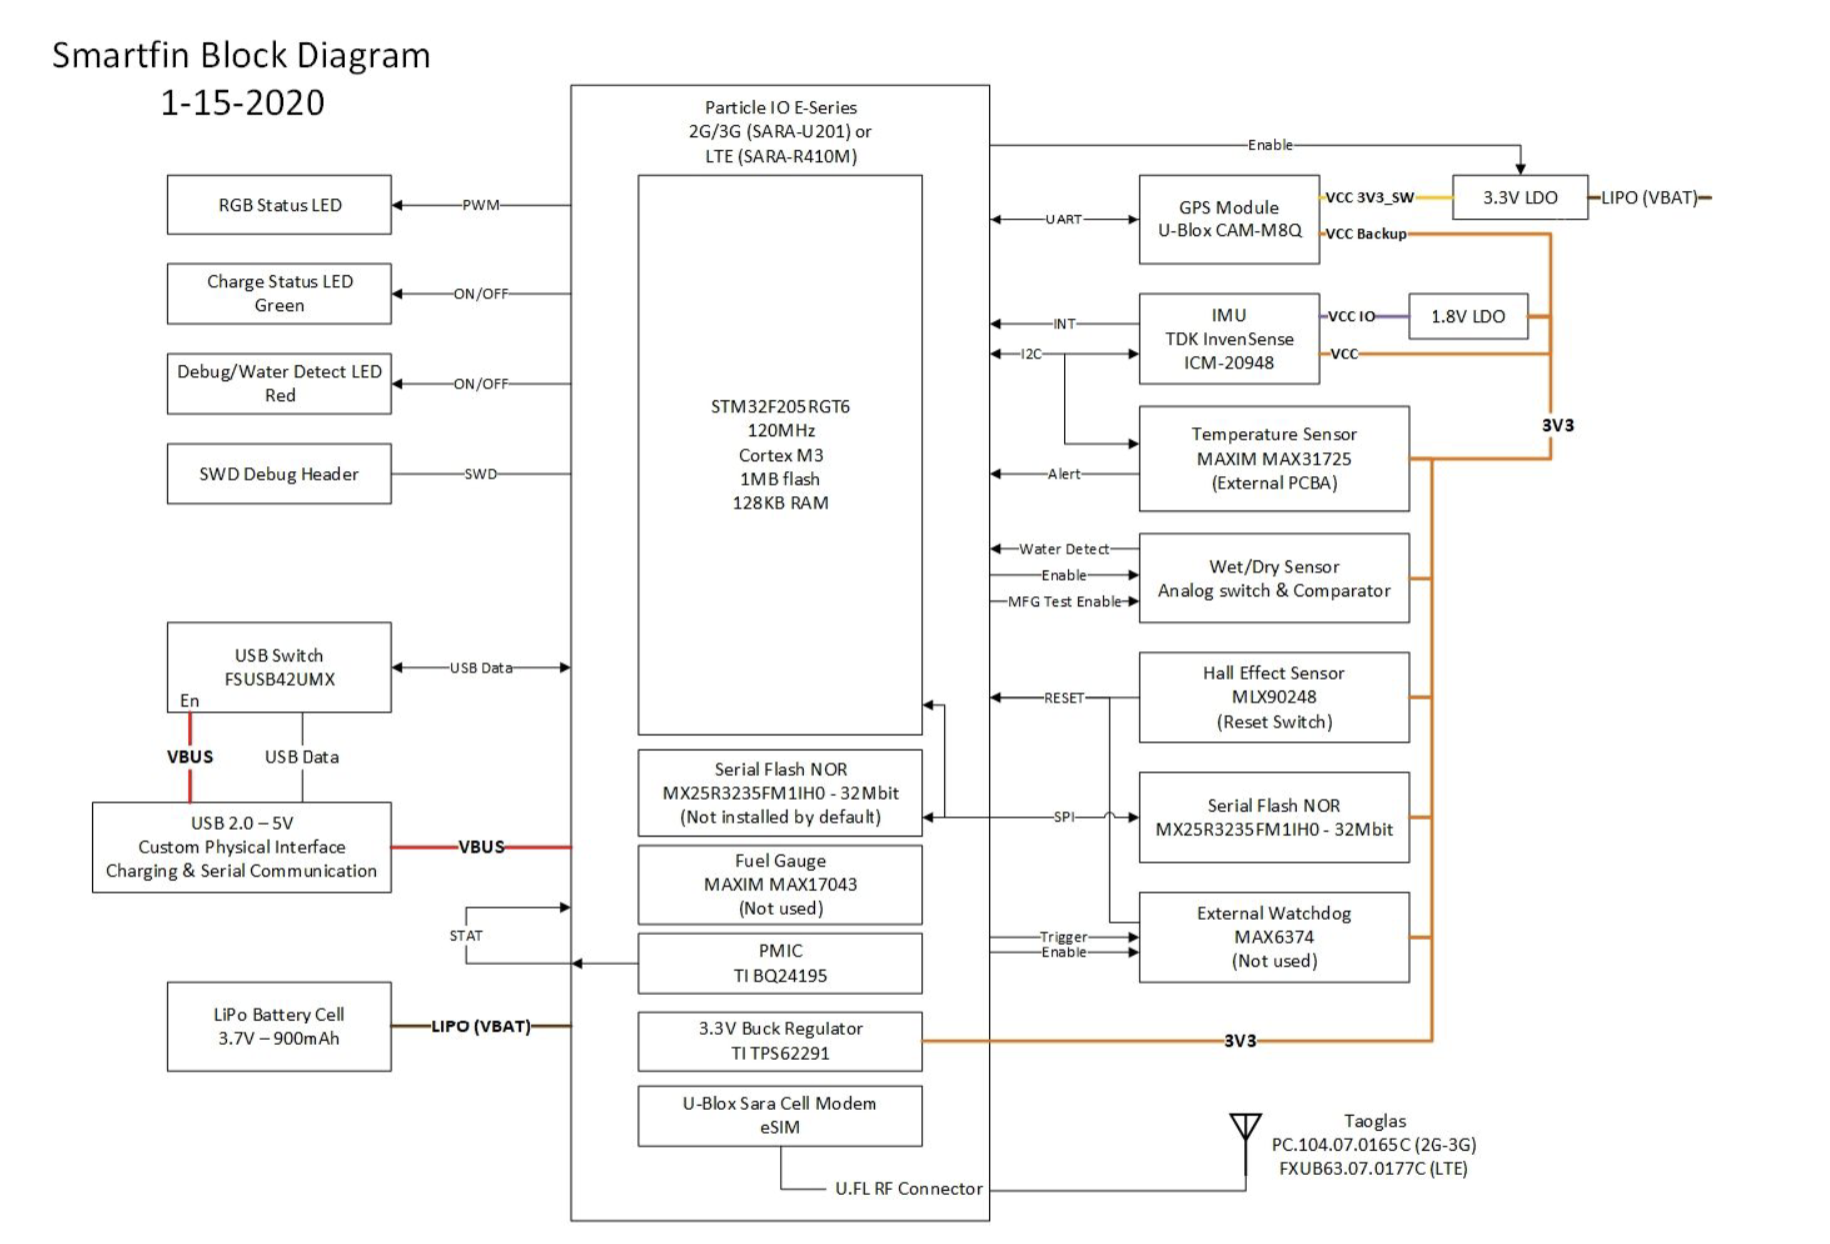 Smartfin Block Diagram
1-15-2020
Particle IO E-Series
2G/3G (SARA-U201) or
LTE (SARA-R410M)
STM32F205RGT6
120MHz
Cortex M3
1MB flash
128KB RAM
Serial Flash NOR
MX25R3235FM1IH0 - 32Mbit
(Not installed by default)
Fuel Gauge
MAXIM MAX17043
(Not used)
PMIC
TI BQ24195
3.3V Buck Regulator
TI TPS62291
U-Blox Sara Cell Modem
eSIM
U.FL RF Connector
RGB Status LED
PWM
Charge Status LED
Green
ON/OFF
Debug/Water Detect LED
Red
ON/OFF
SWD Debug Header
SWD
USB Switch
FSUSB42UMX
En
USB Data
VBUS
USB Data
USB 2.0 – 5V
Custom Physical Interface
Charging & Serial Communication
VBUS
STAT
LiPo Battery Cell
3.7V – 900mAh
LIPO (VBAT)
Enable
UART
GPS Module
U-Blox CAM-M8Q
VCC 3V3_SW
3.3V LDO
LIPO (VBAT)
VCC Backup
INT
I2C
IMU
TDK InvenSense
ICM-20948
VCC IO
1.8V LDO
VCC
3V3
Temperature Sensor
MAXIM MAX31725
(External PCBA)
Alert
Water Detect
Enable
MFG Test Enable
Wet/Dry Sensor
Analog switch & Comparator
RESET
Hall Effect Sensor
MLX90248
(Reset Switch)
SPI
Serial Flash NOR
MX25R3235FM1IH0 - 32Mbit
Trigger
Enable
External Watchdog
MAX6374
(Not used)
3V3
Taoglas
PC.104.07.0165C (2G-3G)
FXUB63.07.0177C (LTE)